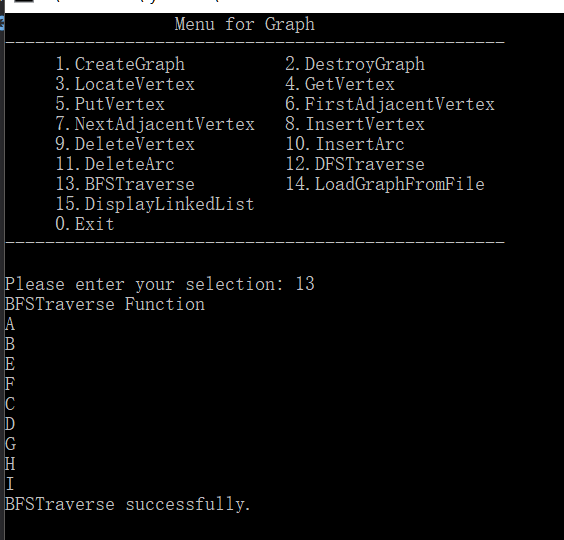 Menu for Graph
--------------------------------------------------
1.CreateGraph 2.DestroyGraph
3.LocateVertex 4.GetVertex
5.PutVertex 6.FirstAdjacentVertex
7.NextAdjacentVertex 8.InsertVertex
9.DeleteVertex 10.InsertArc
11.DeleteArc 12.DFSTraverse
13.BFSTraverse 14.LoadGraphFromFile
15.DisplayLinkedList
0.Exit
--------------------------------------------------
Please enter your selection: 13
BFSTraverse Function
A
B
E
F
C
D
G
H
I
BFSTraverse successfully.